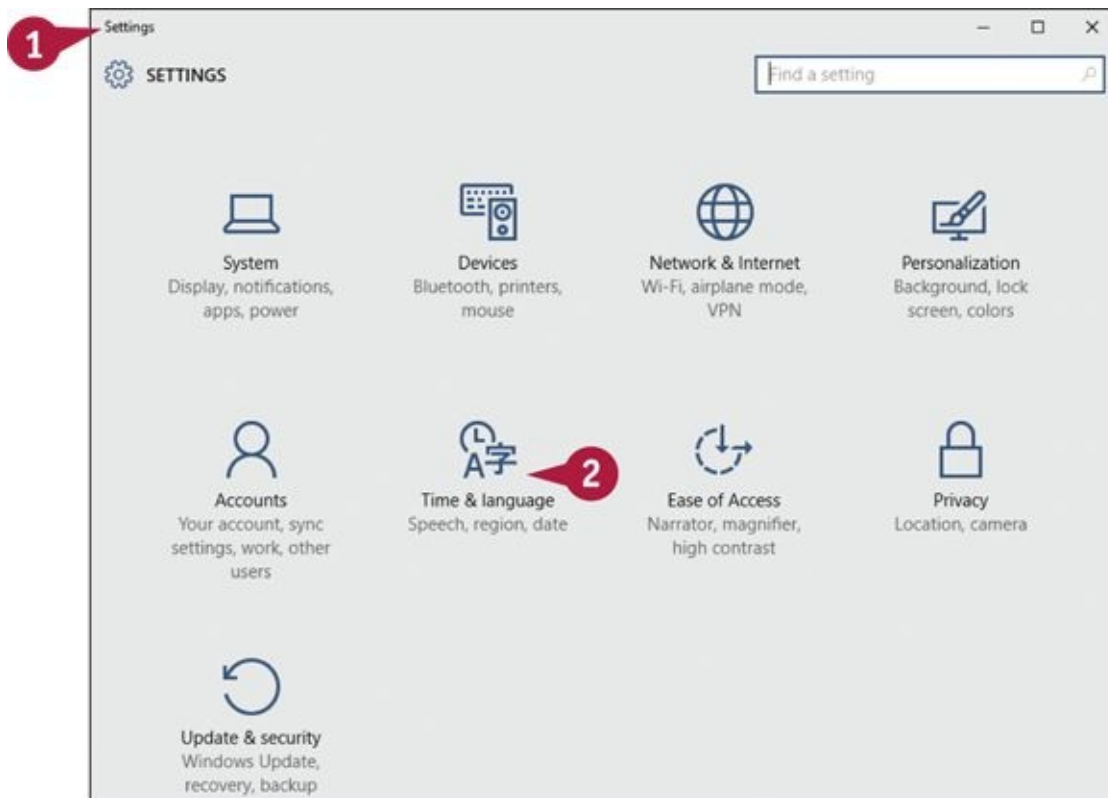 1
Settings
SETTINGS
Find a setting
System
Display, notifications,
apps, power
Devices
Bluetooth, printers,
mouse
Network & Internet
Wi-Fi, airplane mode,
VPN
Personalization
Background, lock
screen, colors
A字
2
Accounts
Your account, sync
settings, work, other
users
Time & language
Speech, region, date
Ease of Access
Narrator, magnifier,
high contrast
Privacy
Location, camera
Update & security
Windows Update,
recovery, backup